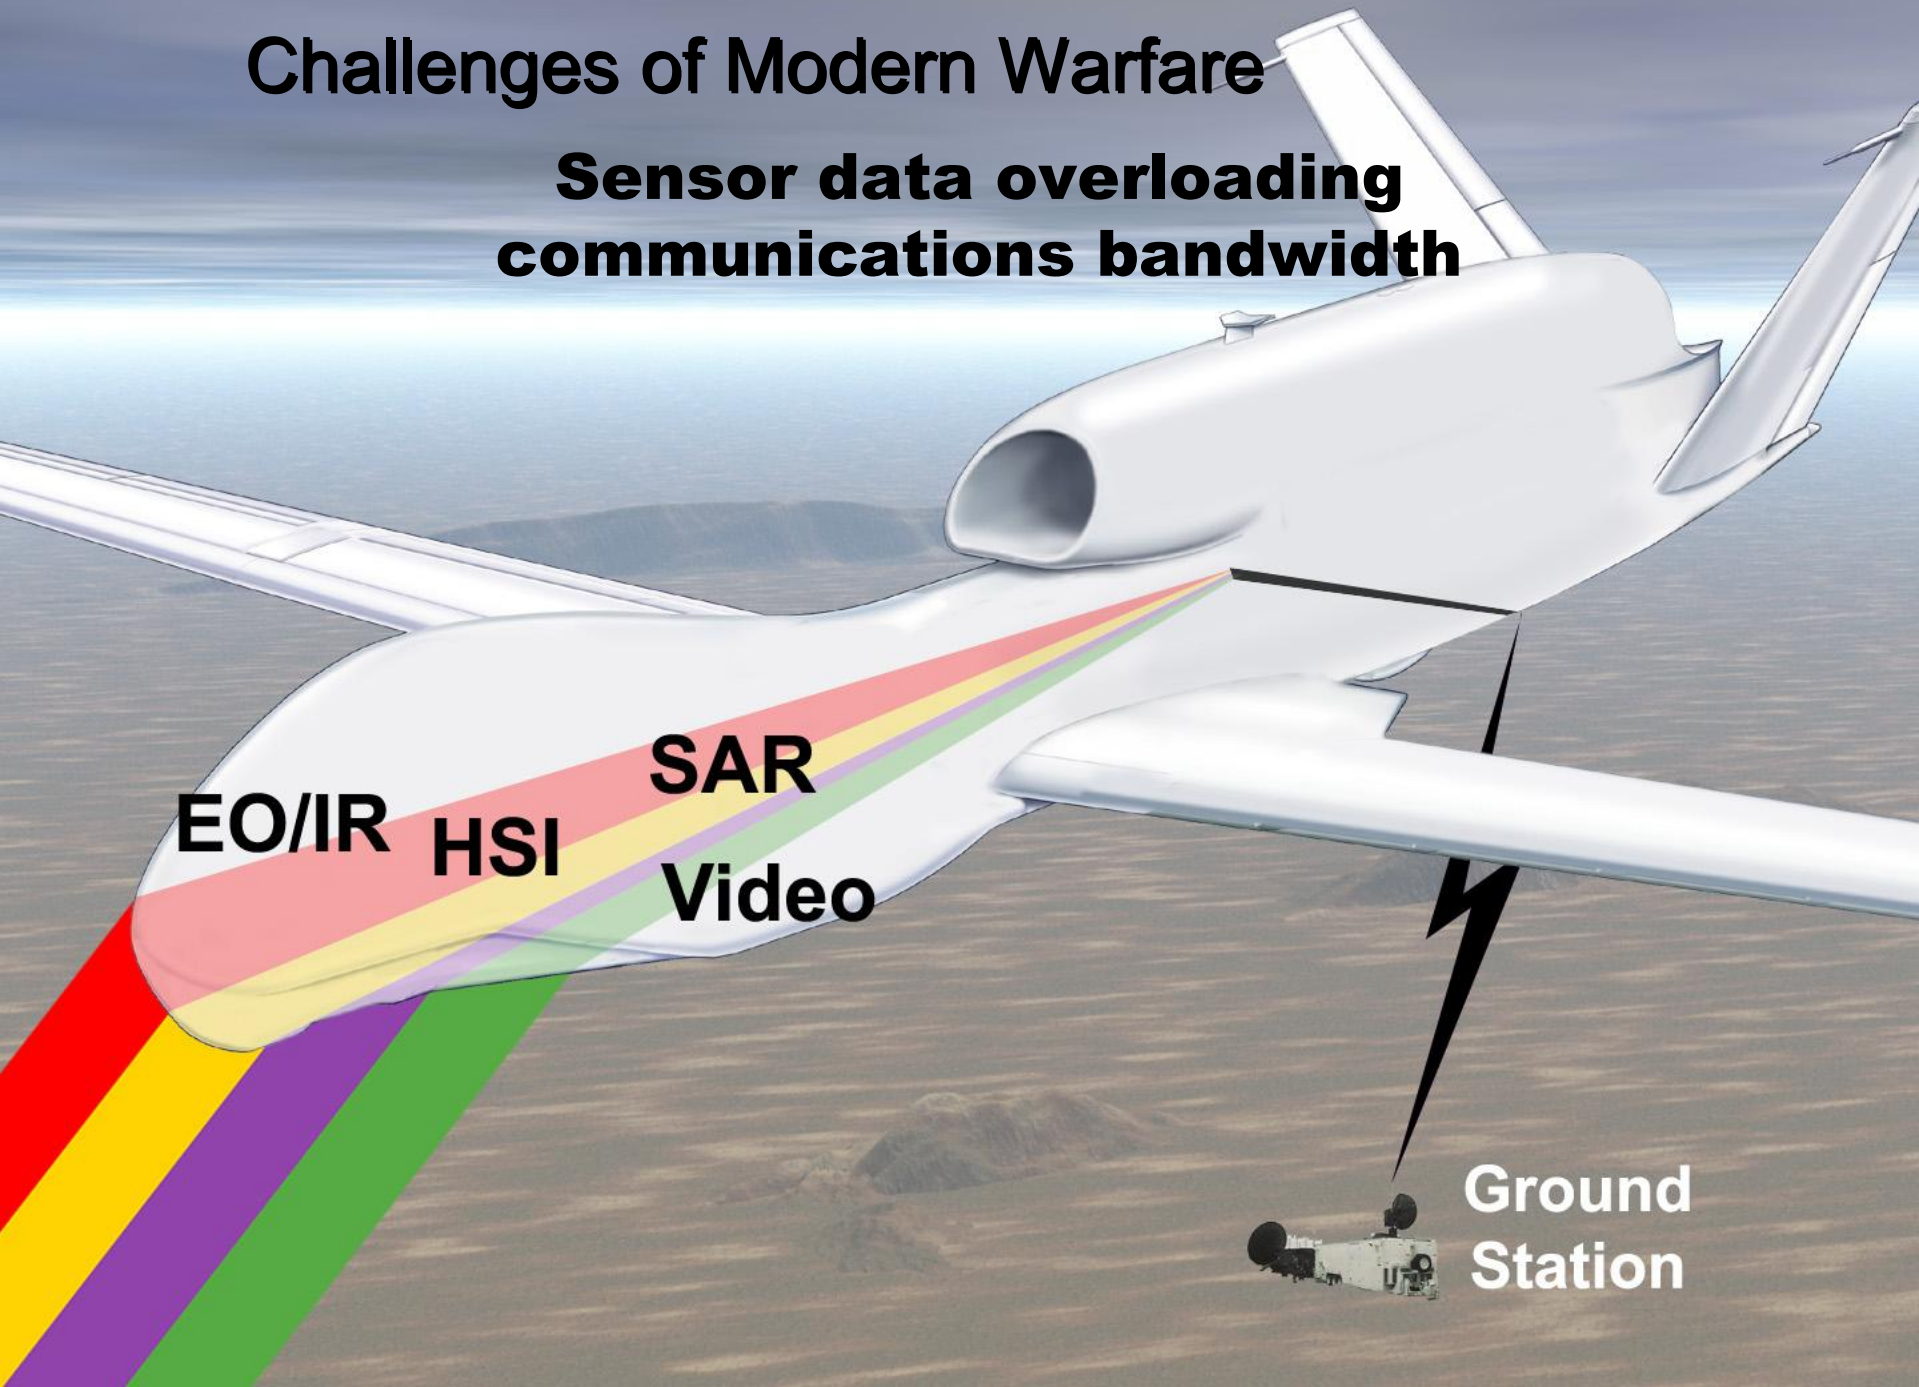 Challenges of Modern Warfare
Sensor data overloading
communications bandwidth
SAR
EO/IR
HSI
Video
Ground
Station